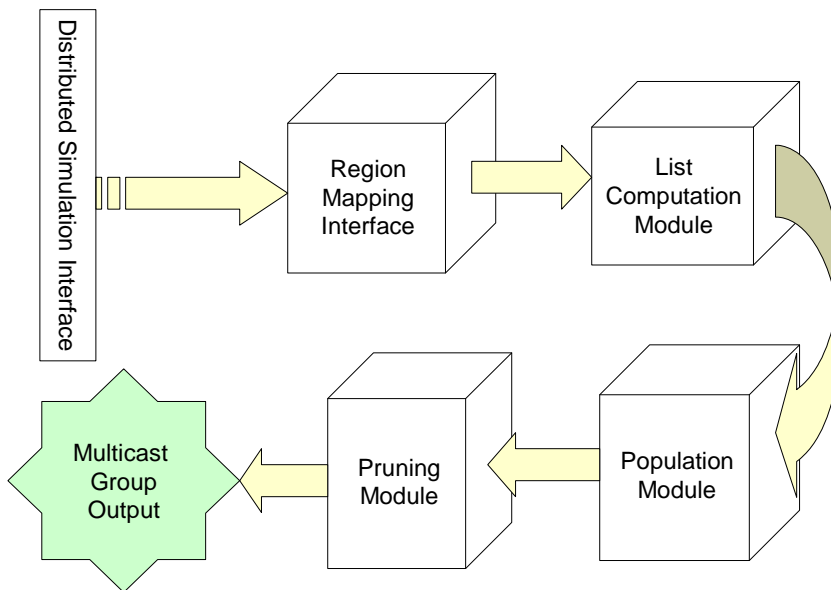 Distributed Simulation Interface
Region
Mapping
Interface
List
Computation
Module
Multicast
Group
Output
Pruning
Module
Population
Module